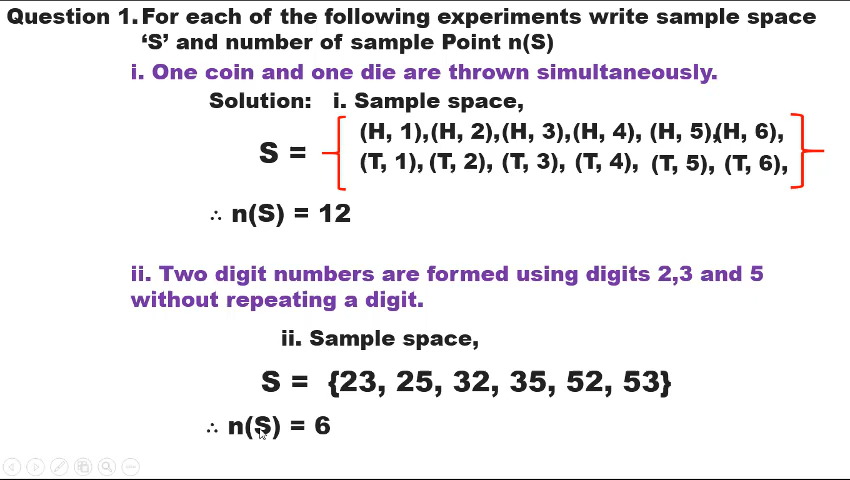 Question 1. For each of the following experiments write sample space
‘S’ and number of sample Point n(S)
i. One coin and one die are thrown simultaneously.
Solution: i. Sample space,
(H, 1),(H, 2),(H, 3),(H, 4), (H, 5),(H, 6),
S =
(T, 1), (T, 2), (T, 3), (T, 4), (T, 5), (T, 6),
∴ n(S) = 12
ii. Two digit numbers are formed using digits 2,3 and 5
without repeating a digit.
ii. Sample space,
S = {23, 25, 32, 35, 52, 53}
∴ n(S) = 6